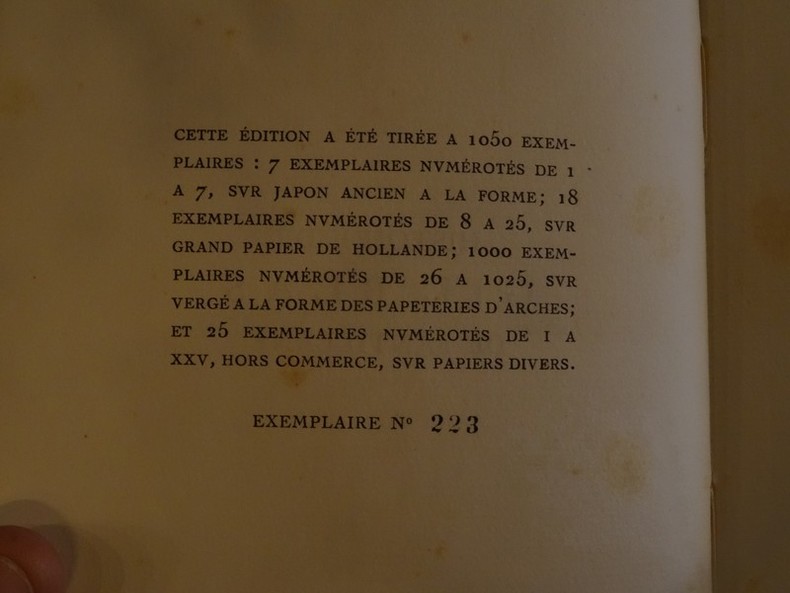 CETTE ÉDITION A ÉTÉ TIRÉE A 1050 EXEM-
PLAIRES : 7 EXEMPLAIRES NVMÉROTÉS DE 1
A 7, SVR JAPON ANCIEN A LA FORME; 18
EXEMPLAIRES NVMÉROTÉS DE 8 A 25, SVR
GRAND PAPIER DE HOLLANDE; 1000 EXEM-
PLAIRES NVMÉROTÉS DE 26 A 1025, SVR
VERGÉ A LA FORME DES PAPETERIES D'ARCHES;
ET 25 EXEMPLAIRES NVMÉROTÉS DE I A
XXV, HORS COMMERCE, SVR PAPIERS DIVERS.
EXEMPLAIRE Nº 223